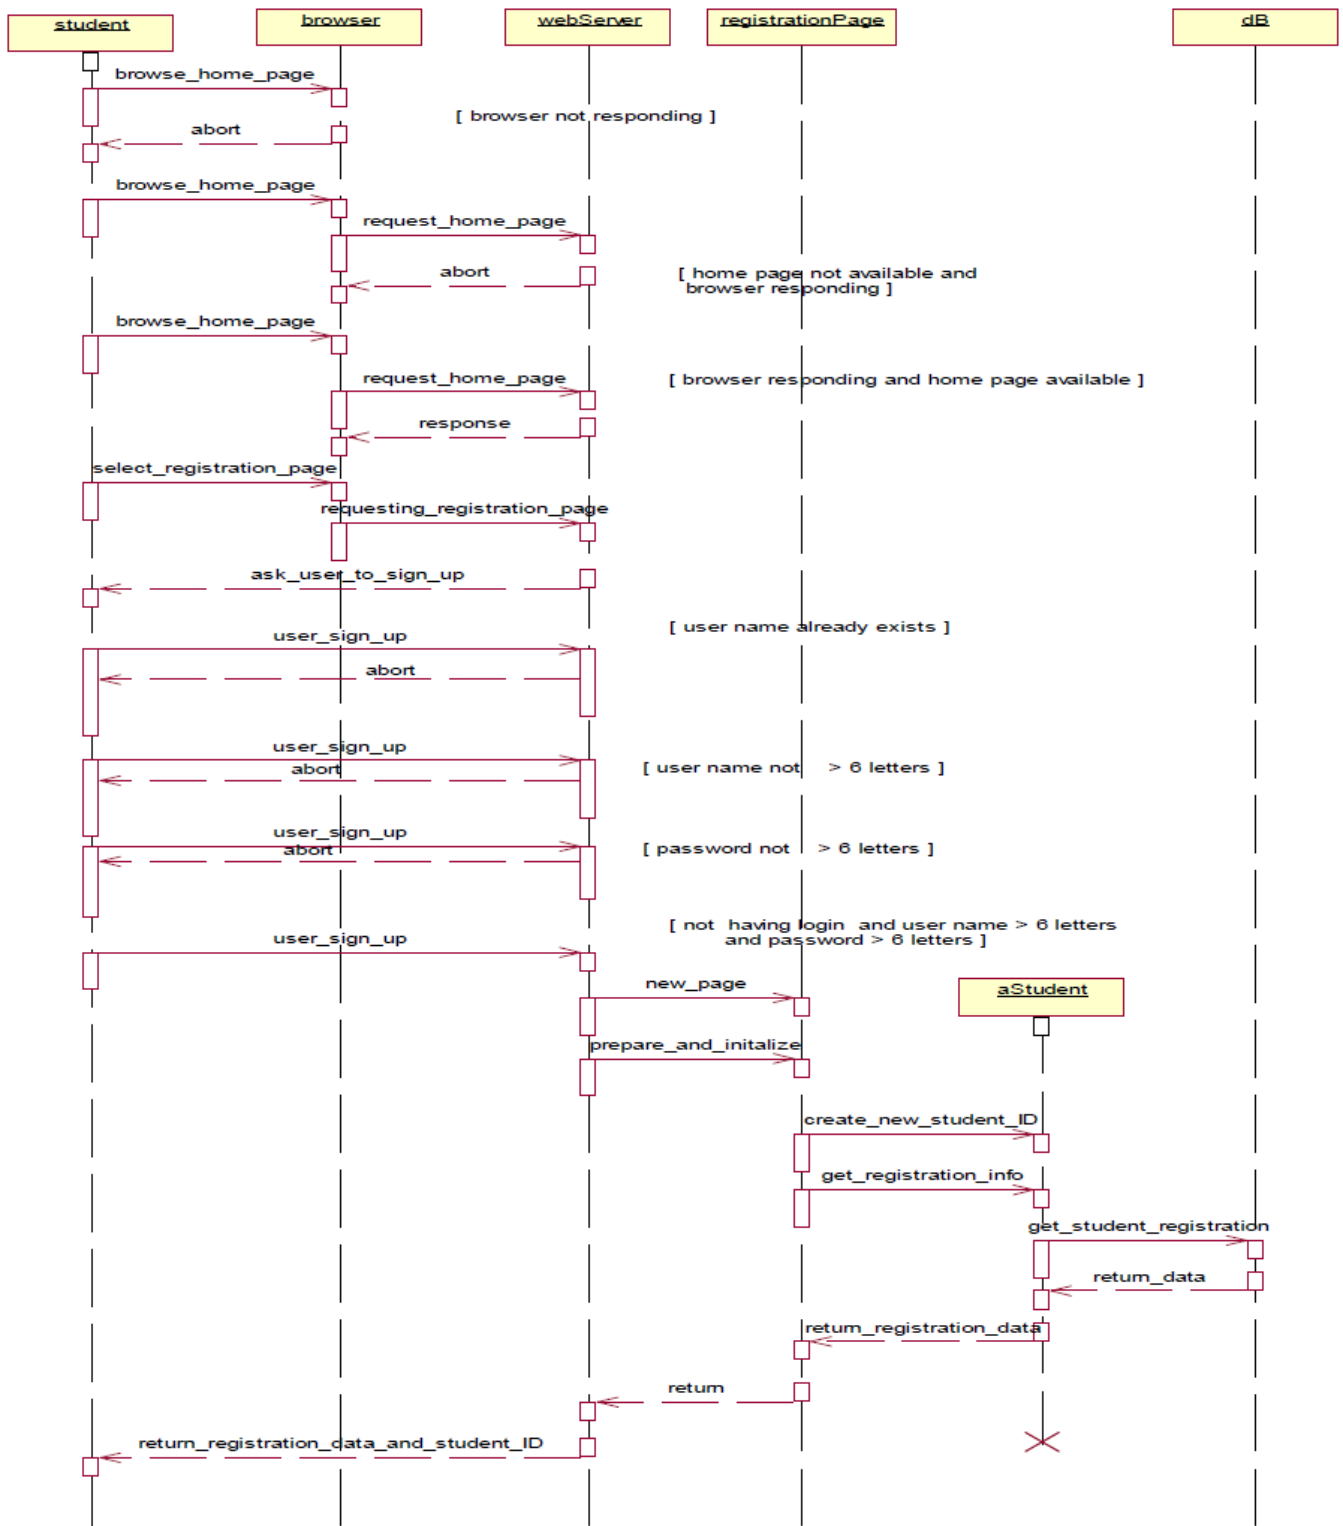 student
browser
webServer
registrationPage
dB
browse_home_page
[ browser not responding ]
abort
browse_home_page
request_home_page
abort
[ home page not available and
browser responding ]
browse_home_page
request_home_page
[ browser responding and home page available ]
response
select_registration_page
requesting_registration_page
ask_user_to_sign_up
[ user name already exists ]
user_sign_up
abort
user_sign_up
abort
[ user name not > 6 letters ]
user_sign_up
abort
[ password not > 6 letters ]
[ not having login and user name > 6 letters
and password > 6 letters ]
user_sign_up
new_page
aStudent
prepare_and_initalize
create_new_student_ID
get_registration_info
get_student_registration
return_data
return_registration_data
return
return_registration_data_and_student_ID